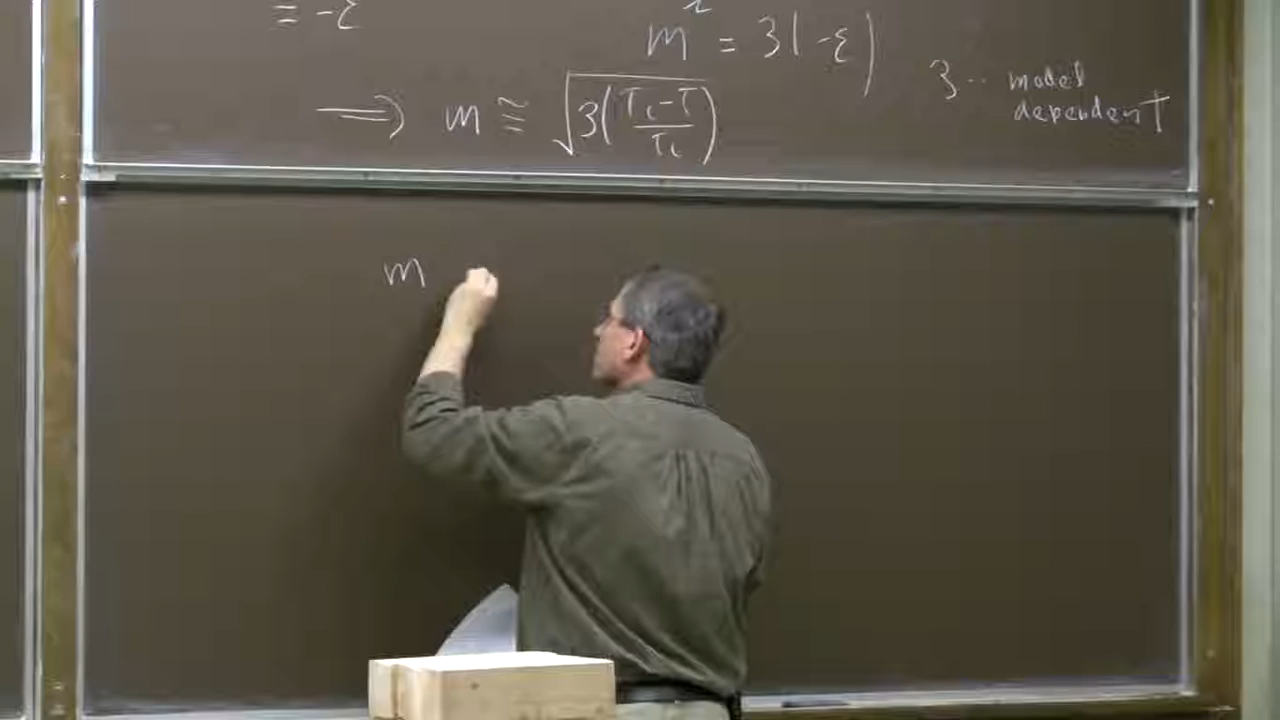 ≡ -ε
m² = 3(-ε)
⟹ m ≅ √3((Tc-T)/Tc)
3 -- model
dependent
m